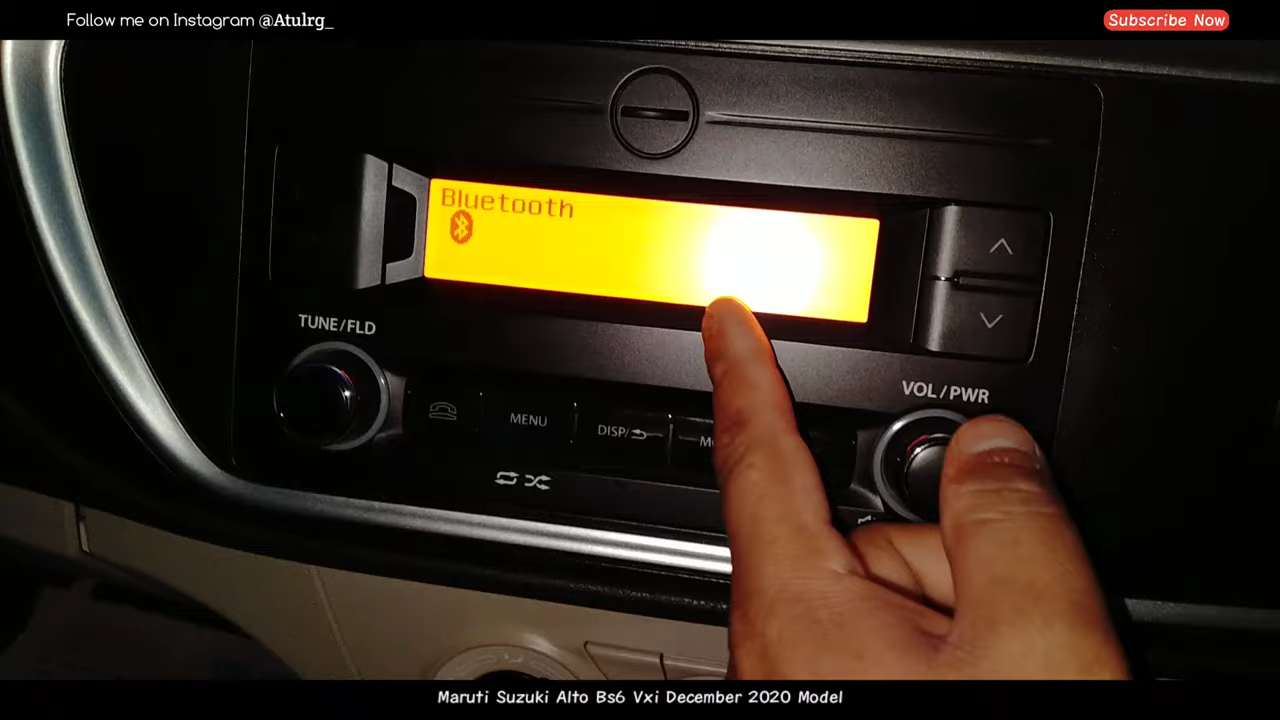 Follow me on Instagram @Atulrg_
Subscribe Now
Bluetooth
TUNE/FLD
VOL/PWR
MENU
DISP/
Maruti Suzuki Alto Bs6 Vxi December 2020 Model